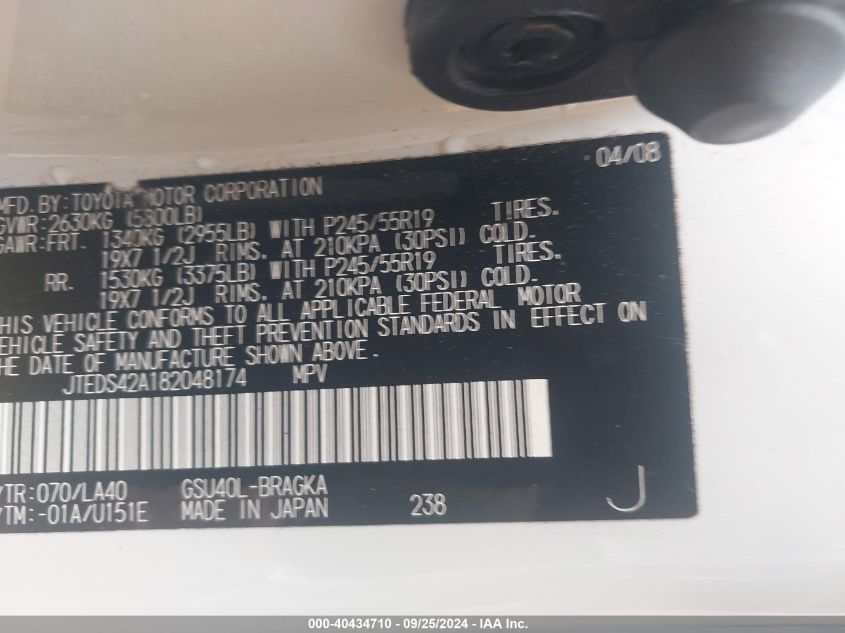 04/08
MFD. BY: TOYOTA MOTOR CORPORATION
GVWR: 2630KG (5800LB)
GAWR: FRT. 1340KG (2955LB) WITH P245/55R19 TIRES.
19X7 1/2J RIMS. AT 210KPA (30PSI) COLD.
RR. 1530KG (3375LB) WITH P245/55R19 TIRES.
19X7 1/2J RIMS. AT 210KPA (30PSI) COLD.
THIS VEHICLE CONFORMS TO ALL APPLICABLE FEDERAL MOTOR
VEHICLE SAFETY AND THEFT PREVENTION STANDARDS IN EFFECT ON
THE DATE OF MANUFACTURE SHOWN ABOVE.
JTEDS42A182048174 MPV
/TR: 070/LA40 GSU40L-BRAGKA
/TM: -01A/U151E MADE IN JAPAN 238 J
000-40434710 - 09/25/2024 - IAA Inc.